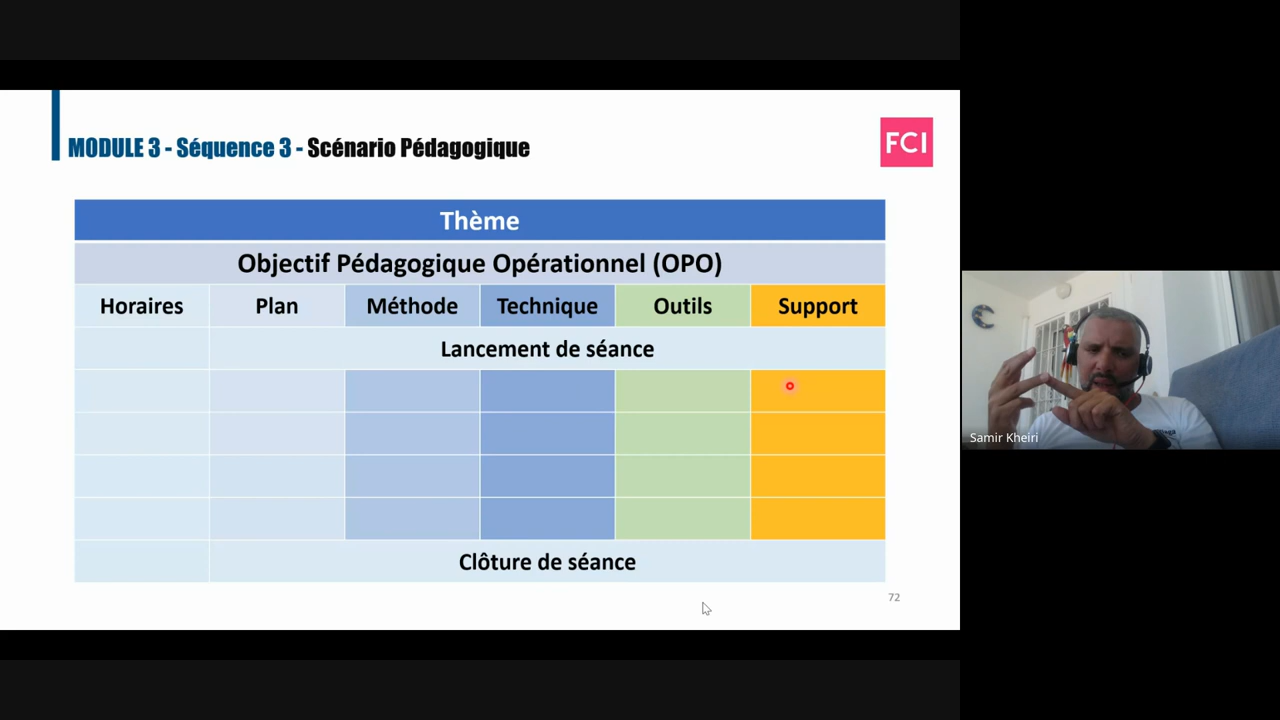 MODULE 3 - Séquence 3 - Scénario Pédagogique
FCI
Thème
Objectif Pédagogique Opérationnel (OPO)
Horaires Plan Méthode Technique Outils Support
Lancement de séance
Clôture de séance
72
Samir Kheiri